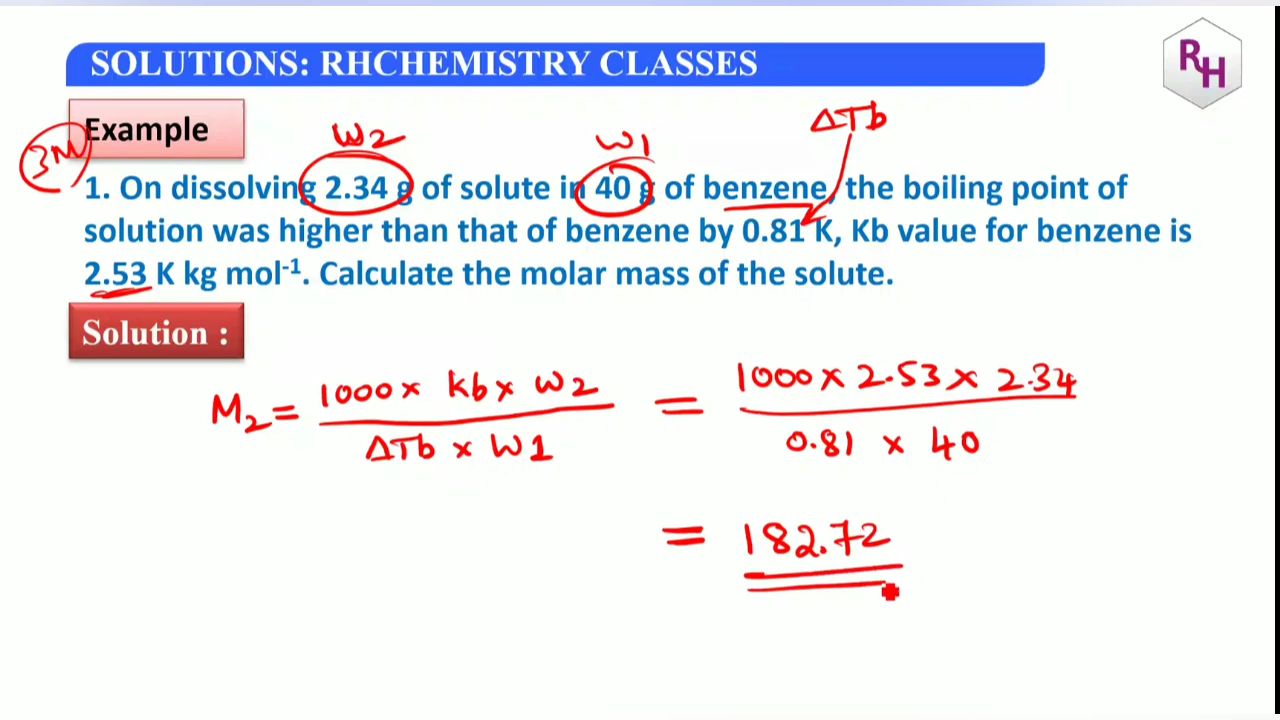 SOLUTIONS: RHCHEMISTRY CLASSES
RH
Example
3M
W2
W1
ΔTb
1. On dissolving 2.34 g of solute in 40 g of benzene, the boiling point of
solution was higher than that of benzene by 0.81 K, Kb value for benzene is
2.53 K kg mol⁻¹. Calculate the molar mass of the solute.
Solution :
M₂ = 1000 × Kb × W2 / ΔTb × W1 = 1000 × 2.53 × 2.34 / 0.81 × 40
= 182.72